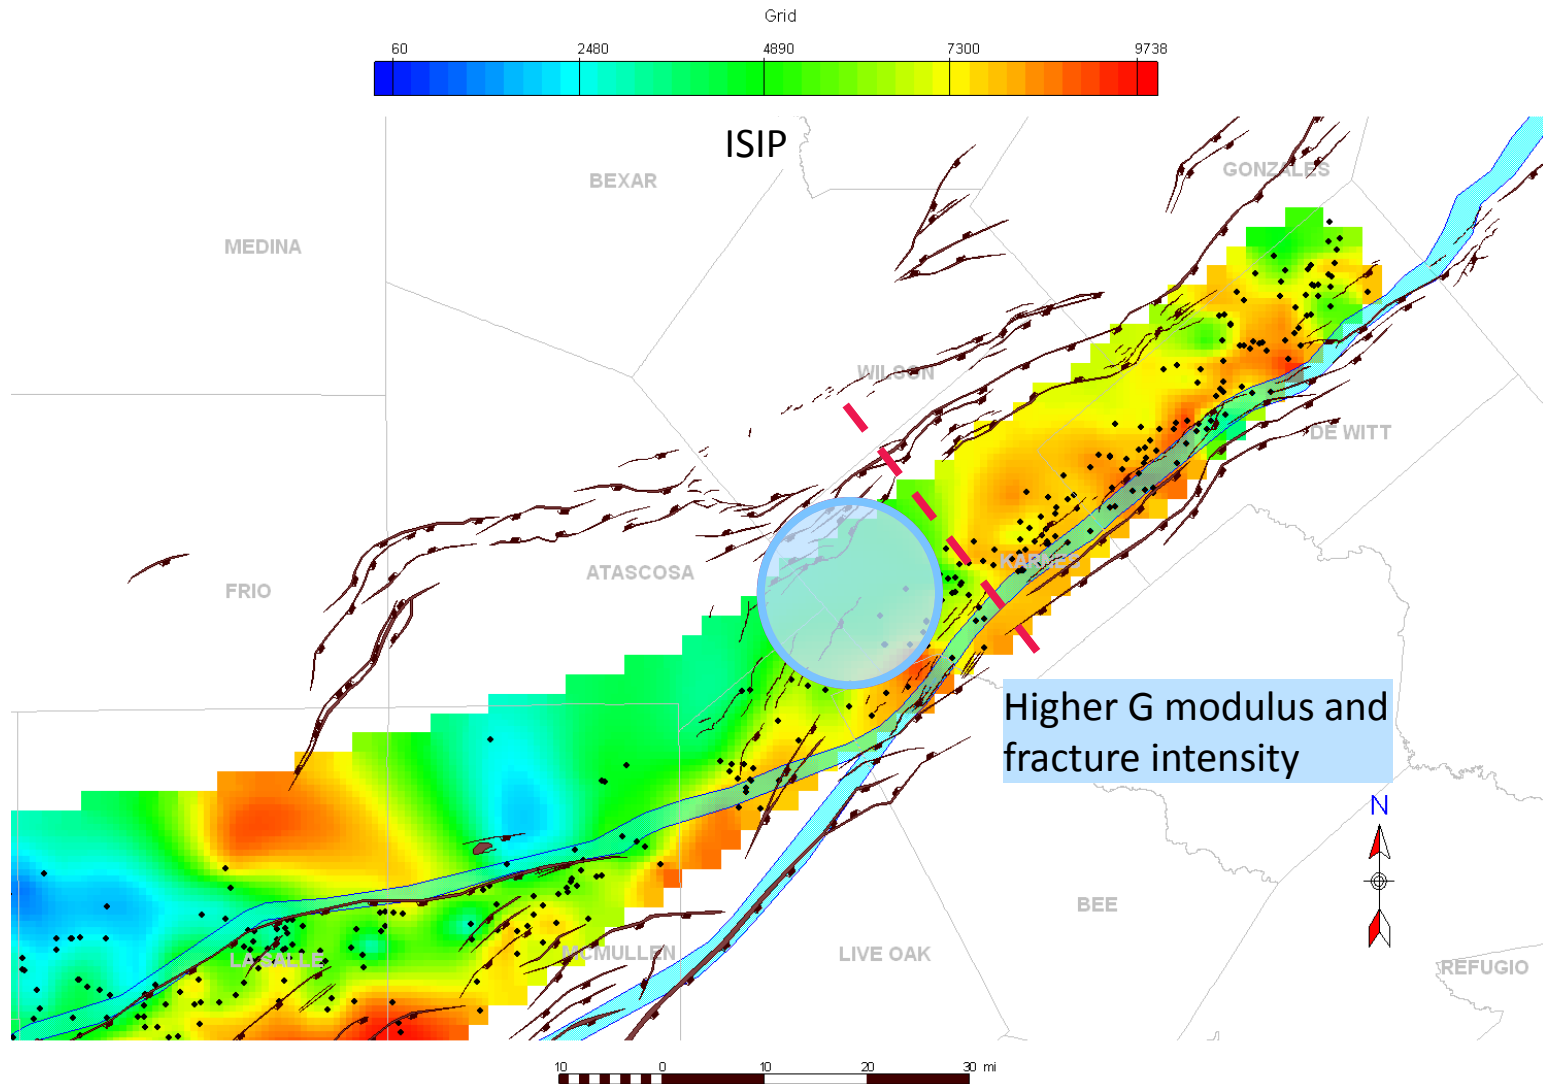 Grid
60 2480 4890 7300 9738
ISIP
BEXAR
GONZALES
MEDINA
WILSON
DE WITT
ATASCOSA
KARNES
FRIO
Higher G modulus and
fracture intensity
N
BEE
LA SALLE
MCMULLEN
LIVE OAK
REFUGIO
10 0 10 20 30 mi